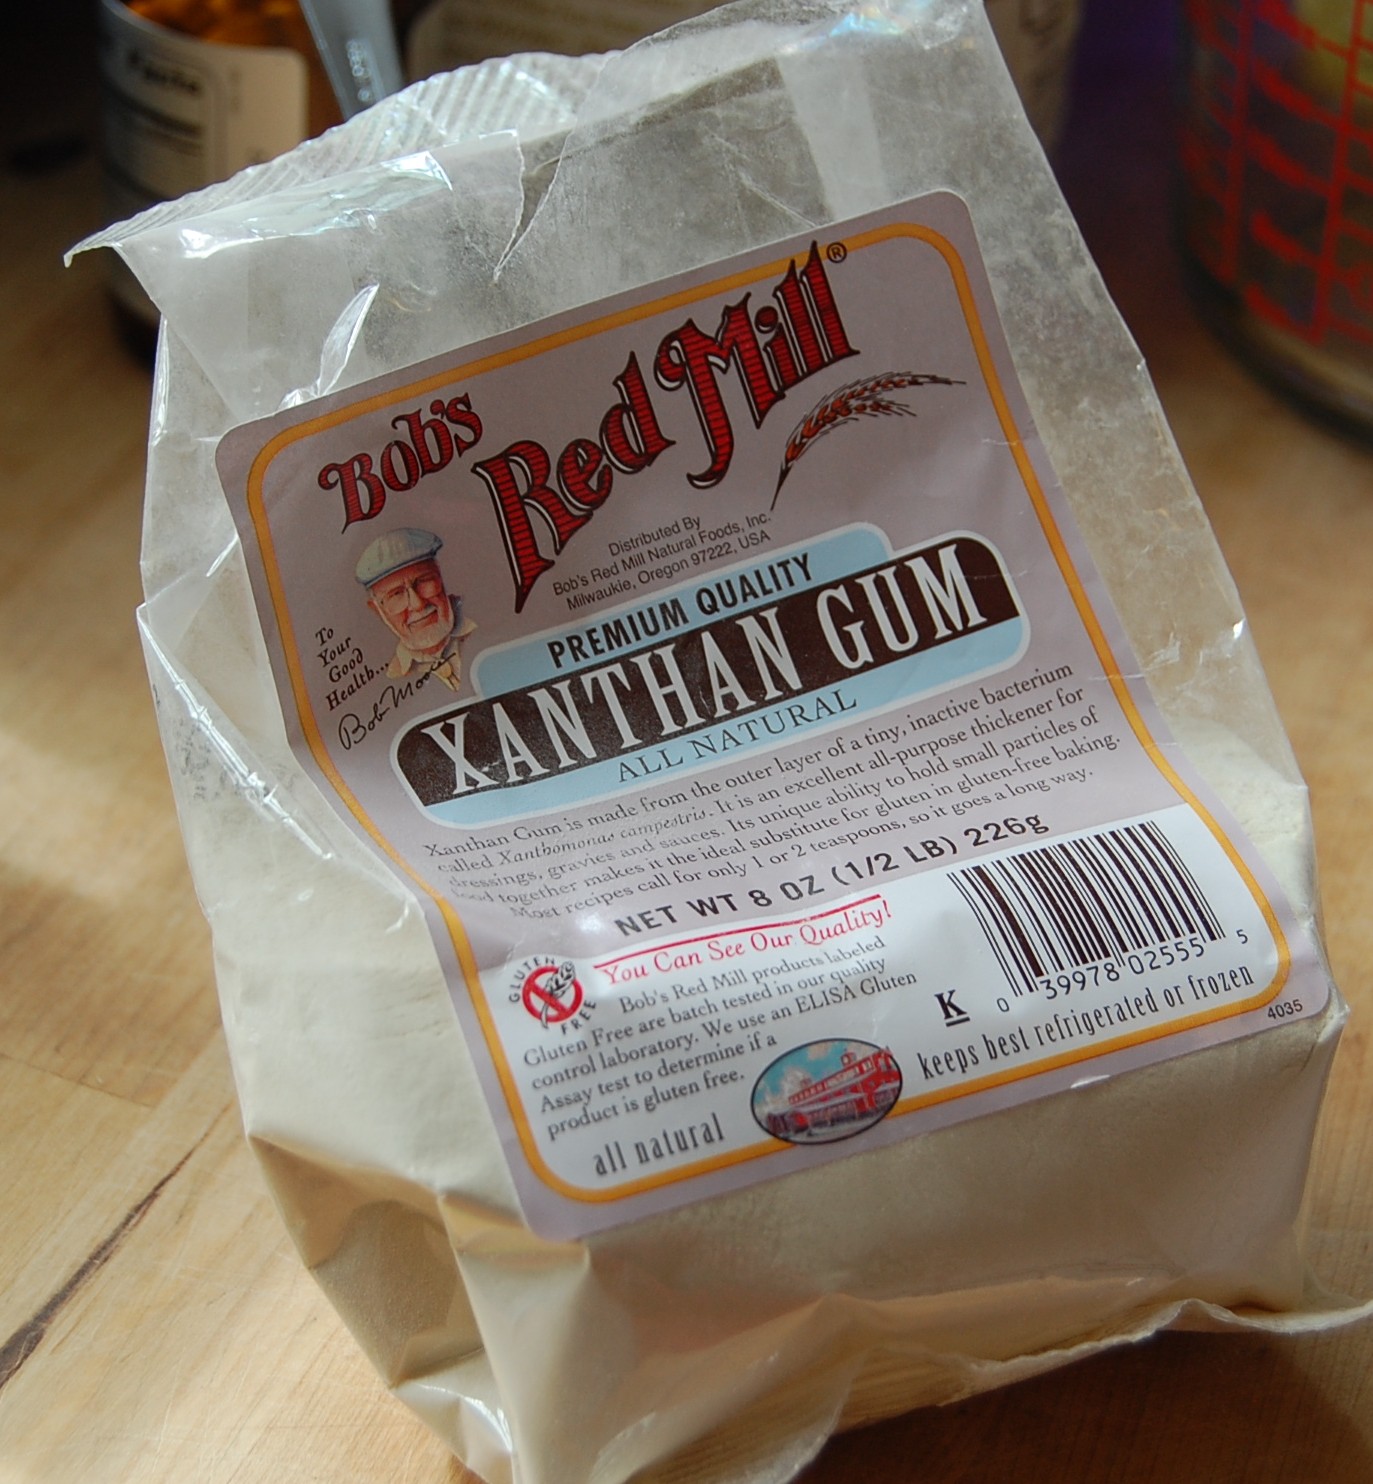 Bob's
Red Mill®
Distributed By
Bob's Red Mill Natural Foods, Inc.
Milwaukie, Oregon 97222, USA
To
Your
Good
Health...
Bob Moore
PREMIUM QUALITY
XANTHAN GUM
ALL NATURAL
Xanthan Gum is made from the outer layer of a tiny, inactive bacterium
called Xanthomonas campestris. It is an excellent all-purpose thickener for
dressings, gravies and sauces. Its unique ability to hold small particles of
food together makes it the ideal substitute for gluten in gluten-free baking.
Most recipes call for only 1 or 2 teaspoons, so it goes a long way.
NET WT 8 OZ (1/2 LB) 226g
You Can See Our Quality!
GLUTEN
FREE
Bob's Red Mill products labeled
Gluten Free are batch tested in our quality
control laboratory. We use an ELISA Gluten
Assay test to determine if a
product is gluten free.
all natural
K
0 39978 02555 5
keeps best refrigerated or frozen
4035